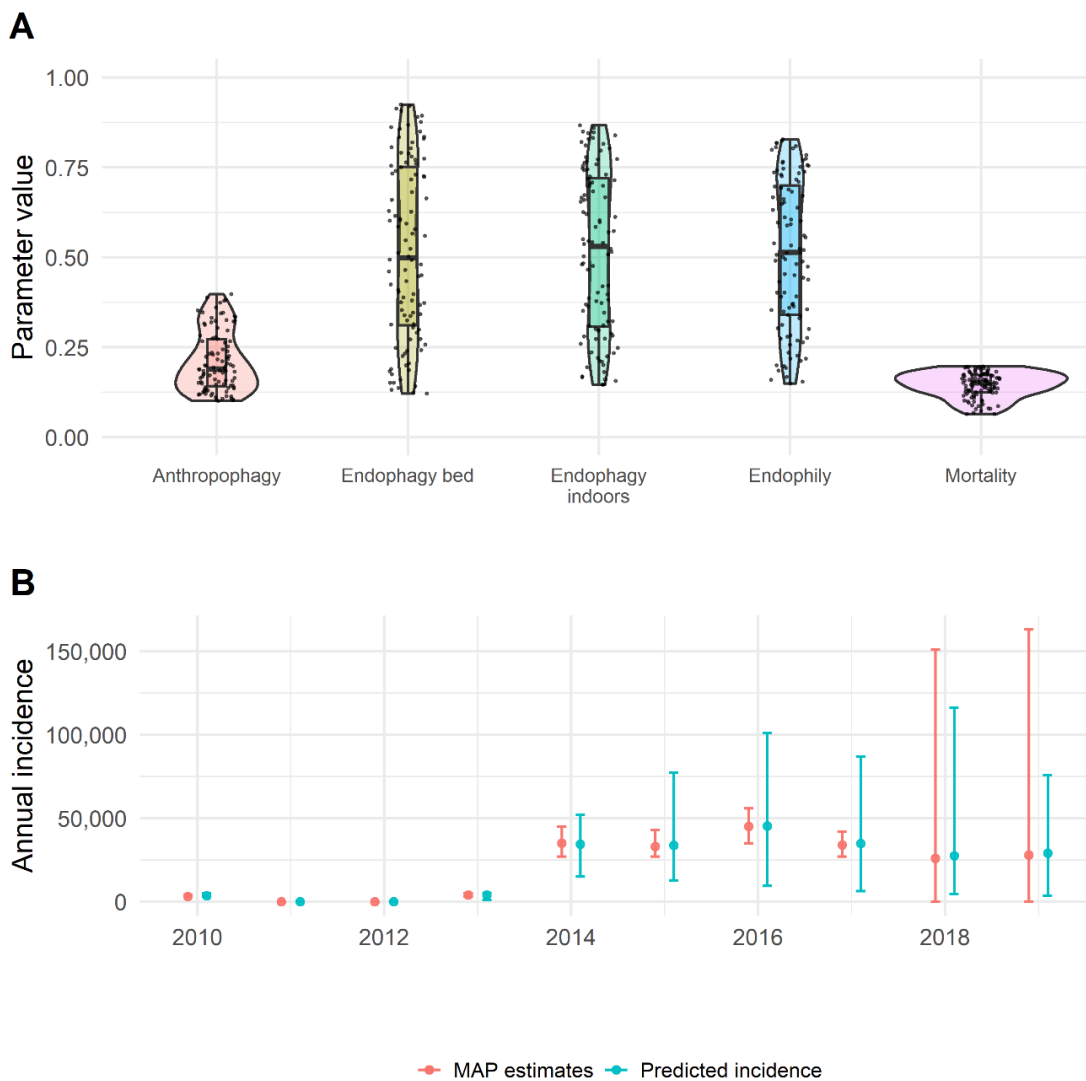 A
Parameter value
1.00
0.75
0.50
0.25
0.00
Anthropophagy
Endophagy bed
Endophagy
indoors
Endophily
Mortality
B
Annual incidence
150,000
100,000
50,000
0
2010
2012
2014
2016
2018
MAP estimates
Predicted incidence